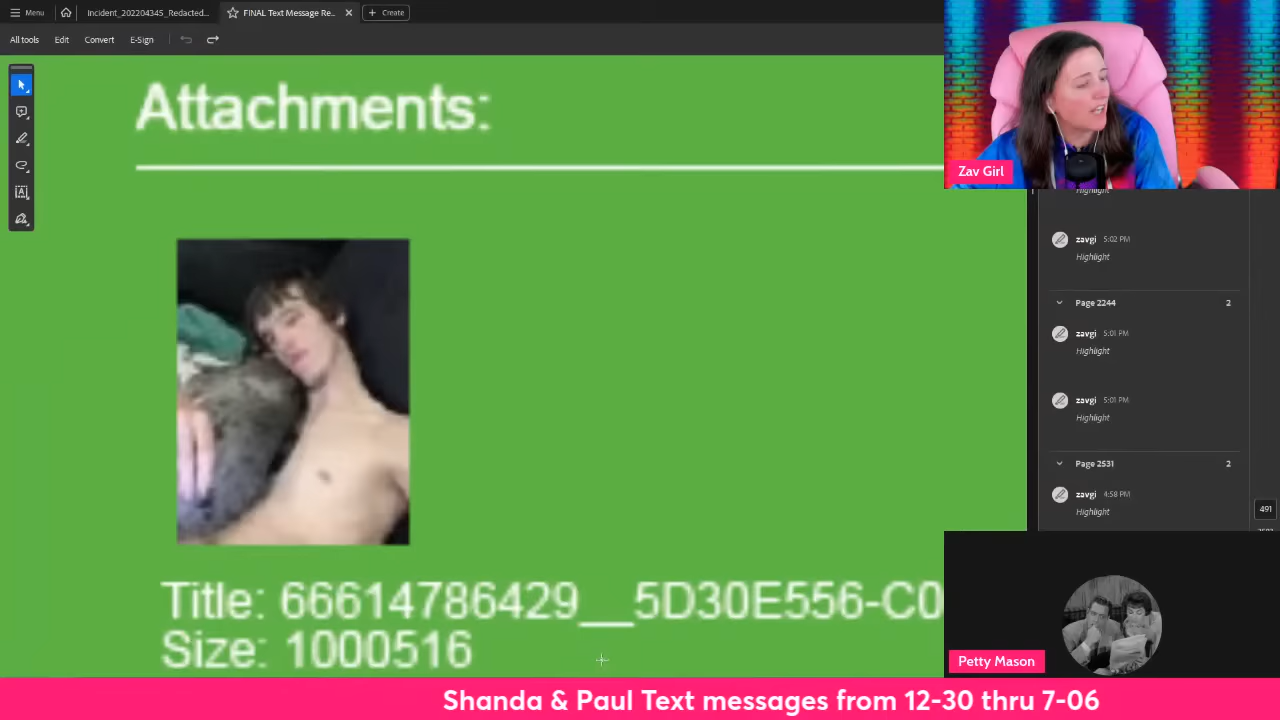 Menu
Incident_202204345_Redacted...
FINAL Text Message Re...
Create
All tools
Edit
Convert
E-Sign
Attachments:
Title: 66614786429__5D30E556-C0
Size: 1000516
Zav Girl
Highlight
zavgi 5:02 PM
Highlight
Page 2244 2
zavgi 5:01 PM
Highlight
zavgi 5:01 PM
Highlight
Page 2531 2
zavgi 4:58 PM
Highlight
491
Petty Mason
Shanda & Paul Text messages from 12-30 thru 7-06